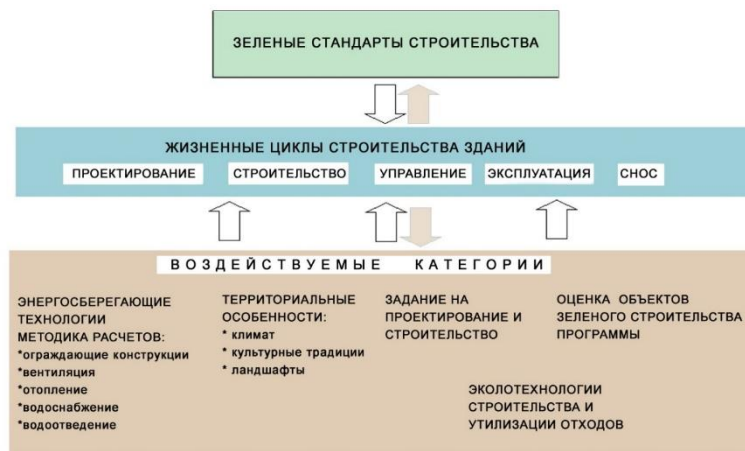 ЗЕЛЕНЫЕ СТАНДАРТЫ СТРОИТЕЛЬСТВА
ЖИЗНЕННЫЕ ЦИКЛЫ СТРОИТЕЛЬСТВА ЗДАНИЙ
ПРОЕКТИРОВАНИЕ СТРОИТЕЛЬСТВО УПРАВЛЕНИЕ ЭКСПЛУАТАЦИЯ СНОС
ВОЗДЕЙСТВУЕМЫЕ КАТЕГОРИИ
ЭНЕРГОСБЕРЕГАЮЩИЕ
ТЕХНОЛОГИИ
МЕТОДИКА РАСЧЕТОВ:
*ограждающие конструкции
*вентиляция
*отопление
*водоснабжение
*водоотведение
ТЕРРИТОРИАЛЬНЫЕ
ОСОБЕННОСТИ:
* климат
* культурные традиции
* ландшафты
ЗАДАНИЕ НА
ПРОЕКТИРОВАНИЕ И
СТРОИТЕЛЬСТВО
ОЦЕНКА ОБЪЕКТОВ
ЗЕЛЕНОГО СТРОИТЕЛЬСТВА
ПРОГРАММЫ
ЭКОЛОТЕХНОЛОГИИ
СТРОИТЕЛЬСТВА И
УТИЛИЗАЦИИ ОТХОДОВ